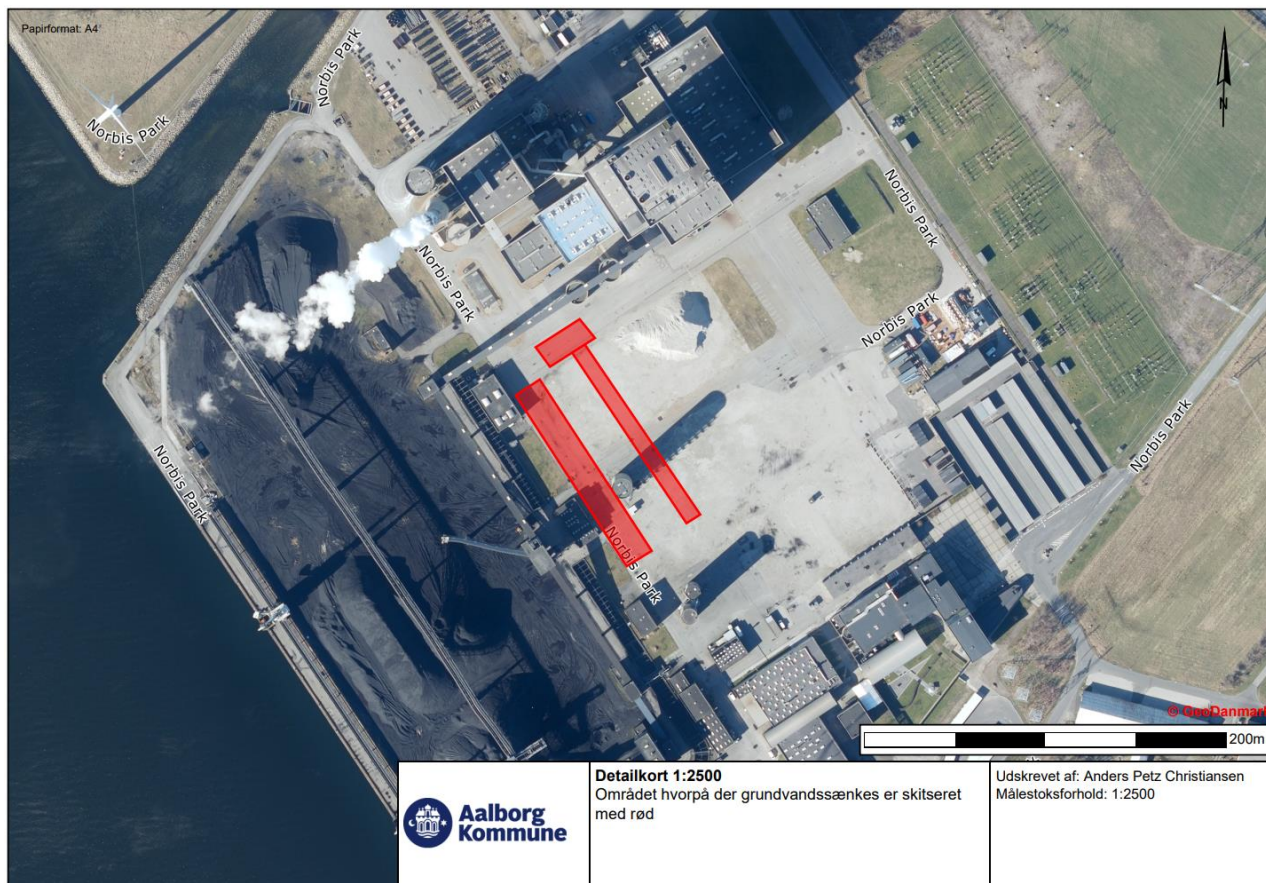 Papirformat: A4
Norbis Park
Norbis Park
N
Norbis Park
Norbis Park
Norbis Park
Norbis Park
Norbis Park
Norbis Park
© GeoDanmark
200m
Aalborg
Kommune
Detailkort 1:2500
Området hvorpå der grundvandssænkes er skitseret
med rød
Udskrevet af: Anders Petz Christiansen
Målestoksforhold: 1:2500